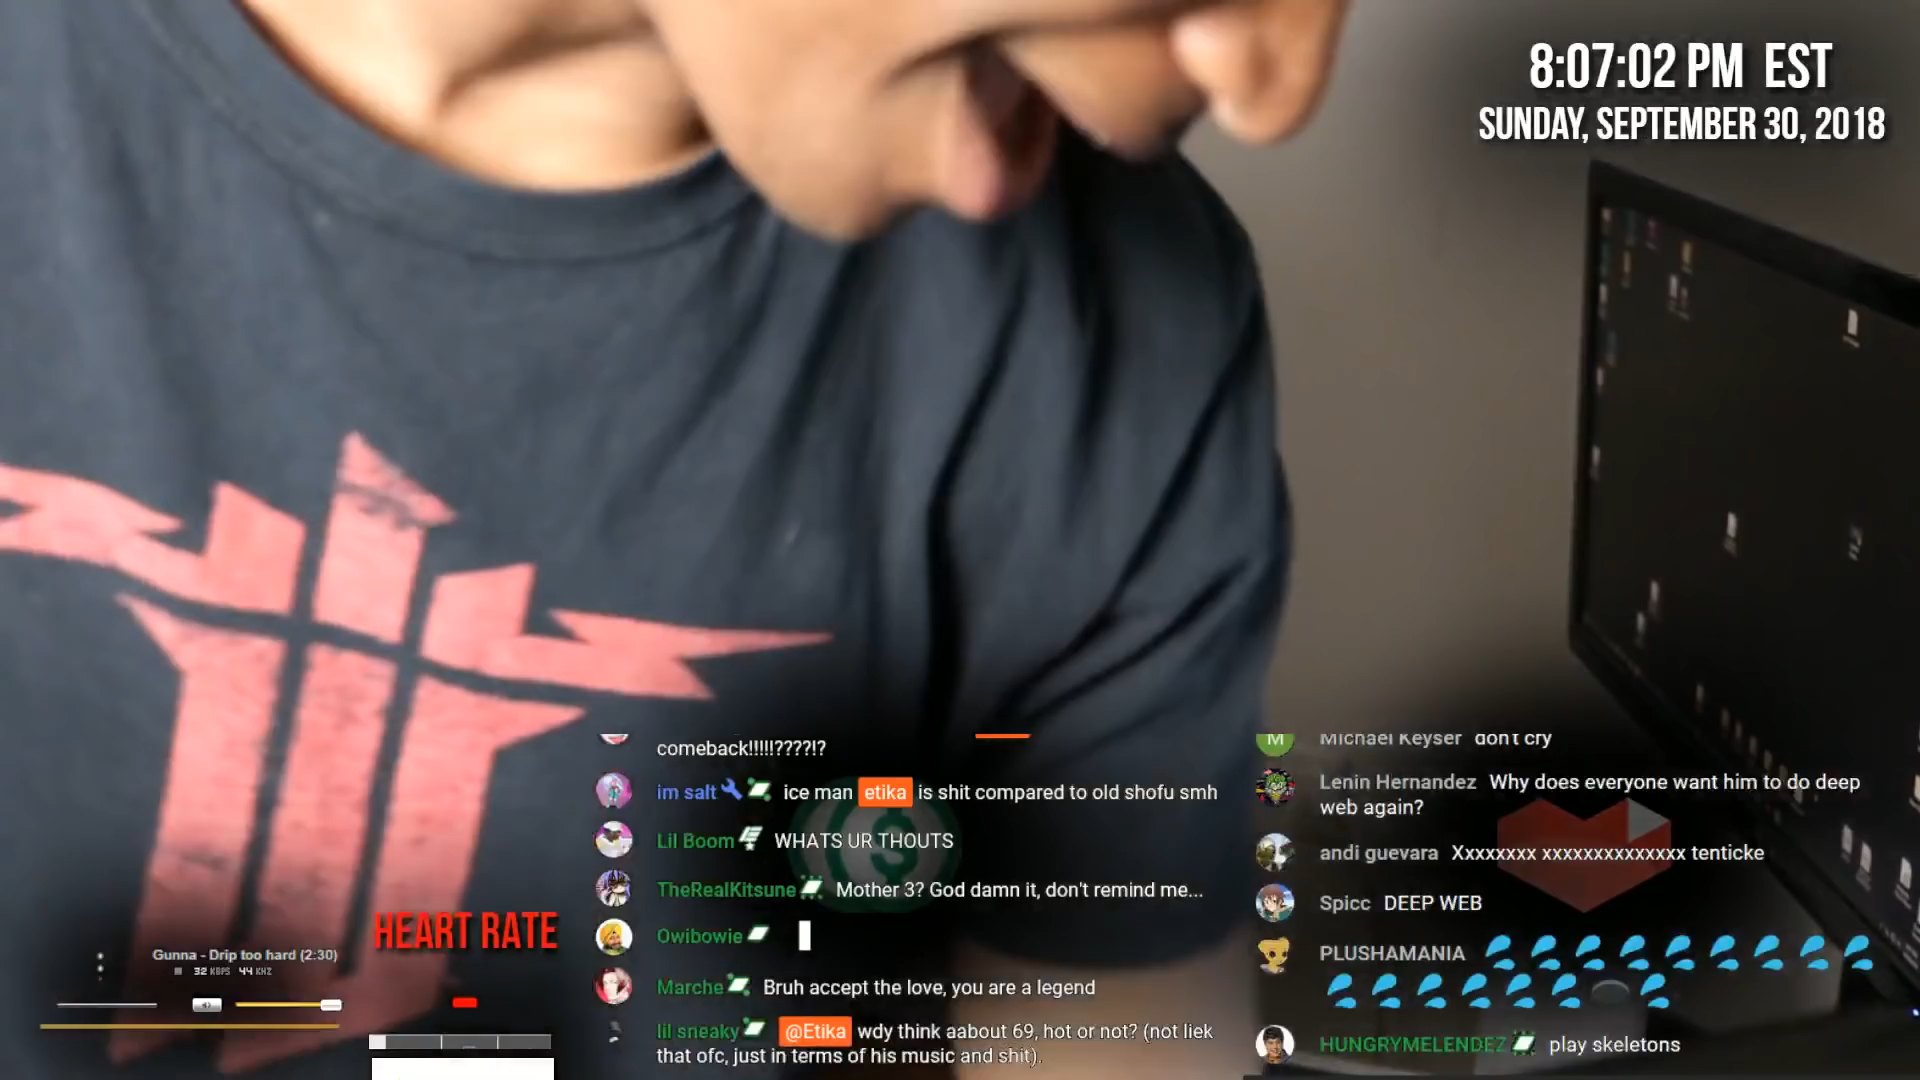 8:07:02 PM EST
SUNDAY, SEPTEMBER 30, 2018
comeback!!!!!????!?
im salt ice man etika is shit compared to old shofu smh
Lil Boom WHATS UR THOUTS
TheRealKitsune Mother 3? God damn it, don't remind me...
Owibowie
Marche Bruh accept the love, you are a legend
lil sneaky @Etika wdy think aabout 69, hot or not? (not liek
that ofc, just in terms of his music and shit).
Michael Keyser don't cry
Lenin Hernandez Why does everyone want him to do deep
web again?
andi guevara Xxxxxxxx xxxxxxxxxxxxxx tenticke
Spicc DEEP WEB
PLUSHAMANIA
HUNGRYMELENDEZ play skeletons
HEART RATE
Gunna - Drip too hard (2:30)
32 KBPS 44 KHZ